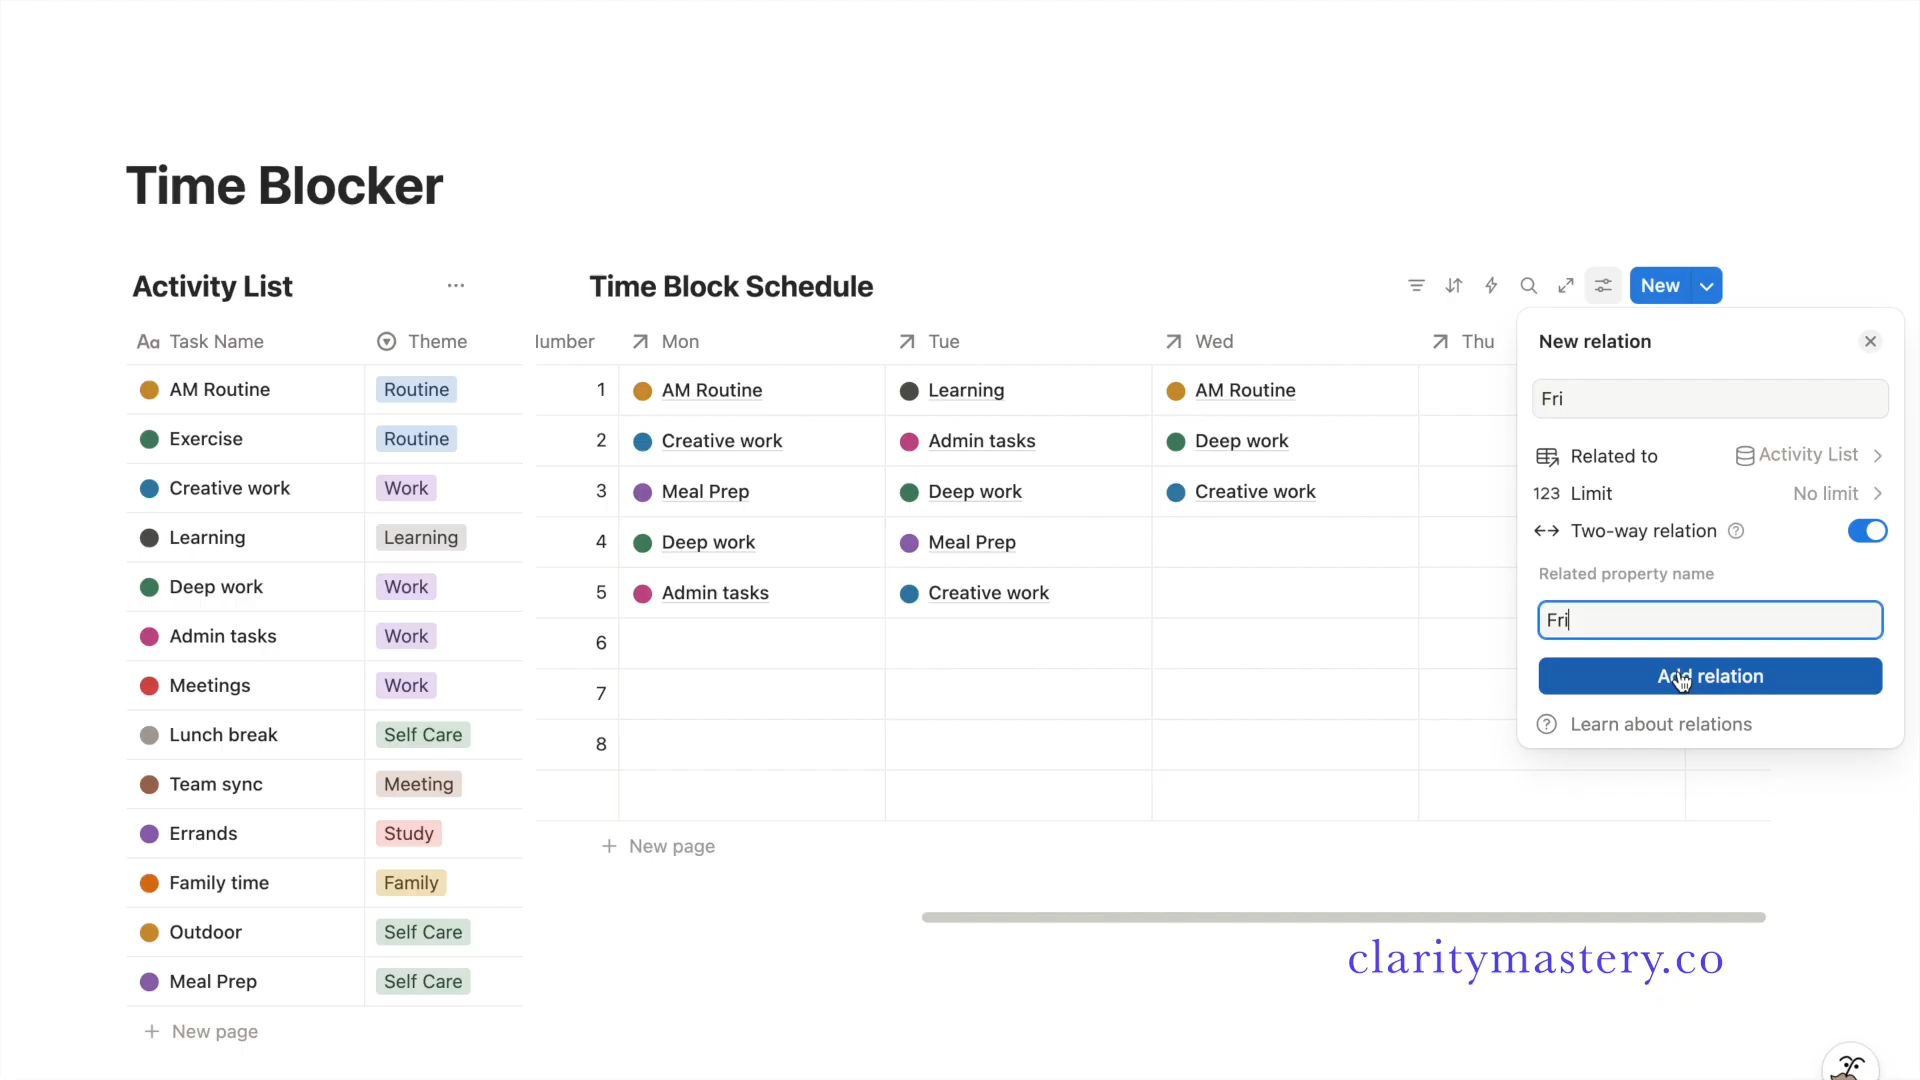 Time Blocker
Activity List
Time Block Schedule
New
Aa Task Name
Theme
AM Routine
Routine
Exercise
Routine
Creative work
Work
Learning
Learning
Deep work
Work
Admin tasks
Work
Meetings
Work
Lunch break
Self Care
Team sync
Meeting
Errands
Study
Family time
Family
Outdoor
Self Care
Meal Prep
Self Care
+ New page
lumber
Mon
Tue
Wed
Thu
1
AM Routine
Learning
AM Routine
2
Creative work
Admin tasks
Deep work
3
Meal Prep
Deep work
Creative work
4
Deep work
Meal Prep
5
Admin tasks
Creative work
6
7
8
+ New page
New relation
Fri
Related to
Activity List
123 Limit
No limit
Two-way relation
Related property name
Fri
Add relation
Learn about relations
claritymastery.co